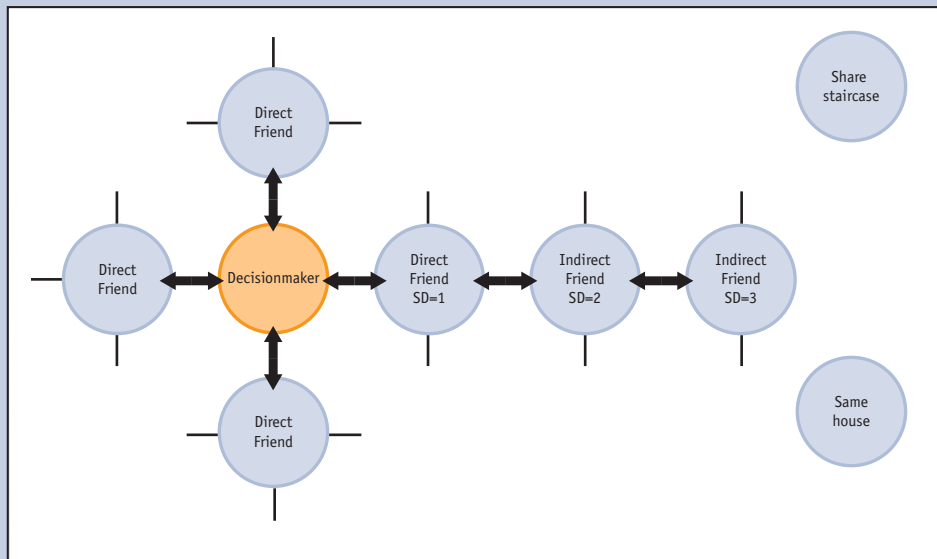 Share
staircase
Direct
Friend
Direct
Friend
Decisionmaker
Direct
Friend
SD=1
Indirect
Friend
SD=2
Indirect
Friend
SD=3
Direct
Friend
Same
house